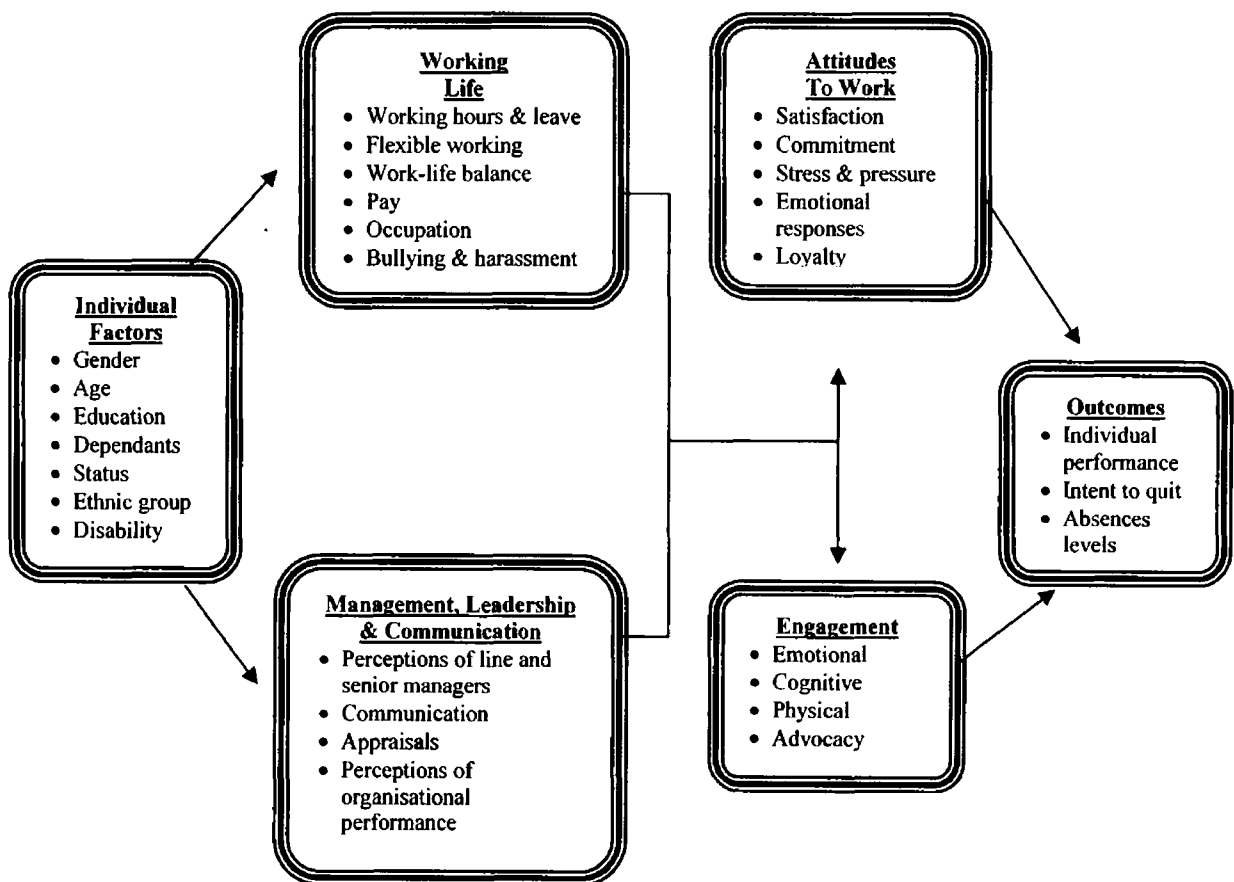 Working
Life
• Working hours & leave
• Flexible working
• Work-life balance
• Pay
• Occupation
• Bullying & harassment
Attitudes
To Work
• Satisfaction
• Commitment
• Stress & pressure
• Emotional
responses
• Loyalty
Individual
Factors
• Gender
• Age
• Education
• Dependants
• Status
• Ethnic group
• Disability
Outcomes
• Individual
performance
• Intent to quit
• Absences
levels
Management, Leadership
& Communication
• Perceptions of line and
senior managers
• Communication
• Appraisals
• Perceptions of
organisational
performance
Engagement
• Emotional
• Cognitive
• Physical
• Advocacy